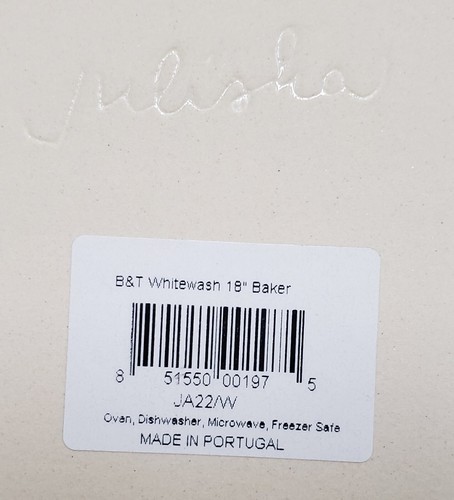 Juliska
B&T Whitewash 18" Baker
8 51550 00197 5
JA22/W
Oven, Dishwasher, Microwave, Freezer Safe
MADE IN PORTUGAL